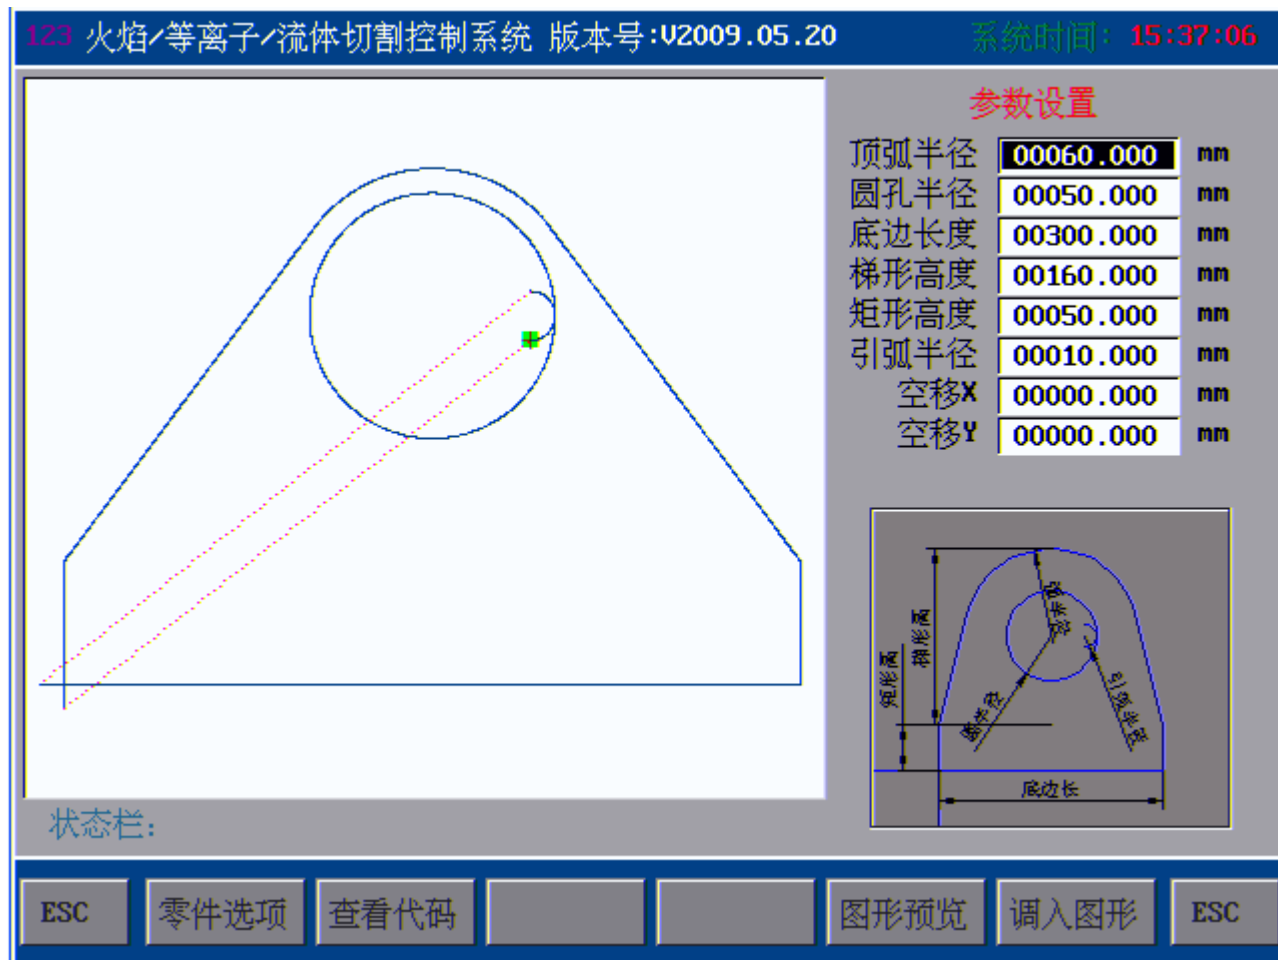 123 火焰/等离子/流体切割控制系统 版本号:V2009.05.20 系统时间: 15:37:06
参数设置
顶弧半径 00060.000 mm
圆孔半径 00050.000 mm
底边长度 00300.000 mm
梯形高度 00160.000 mm
矩形高度 00050.000 mm
引弧半径 00010.000 mm
空移X 00000.000 mm
空移Y 00000.000 mm
弧半径
梯形高
矩形高
圆半径
引弧半径
底边长
状态栏:
ESC 零件选项 查看代码 图形预览 调入图形 ESC